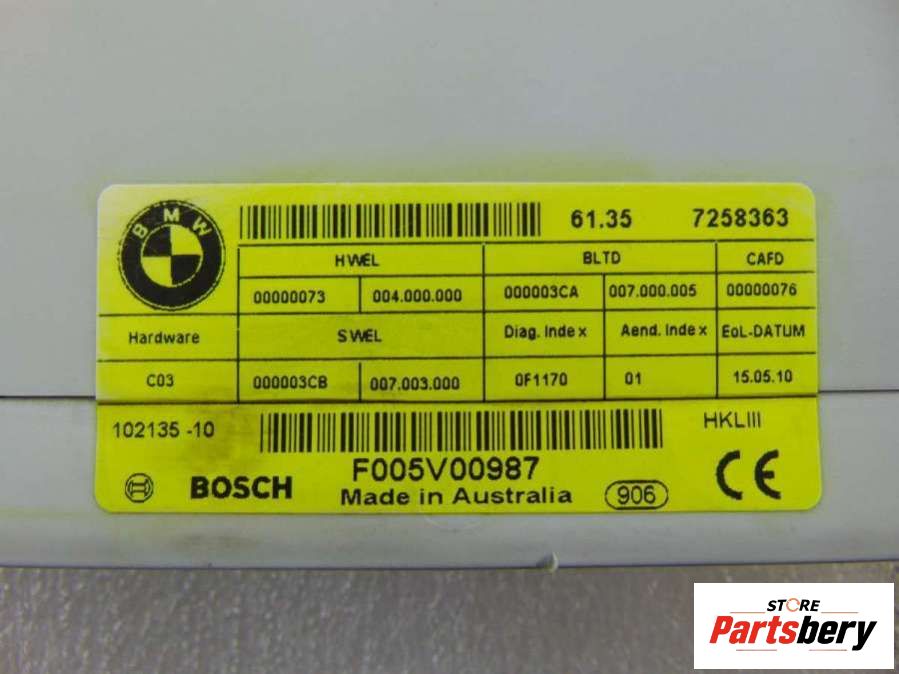 BMW
61.35 7258363
HWEL BLTD CAFD
00000073 004.000.000 000003CA 007.000.005 00000076
Hardware SWEL Diag. Index Aend. Index EoL-DATUM
C03 000003CB 007.003.000 0F1170 01 15.05.10
102135 -10 HKLIII
F005V00987
BOSCH Made in Australia 906 CE
STORE
Partsbery